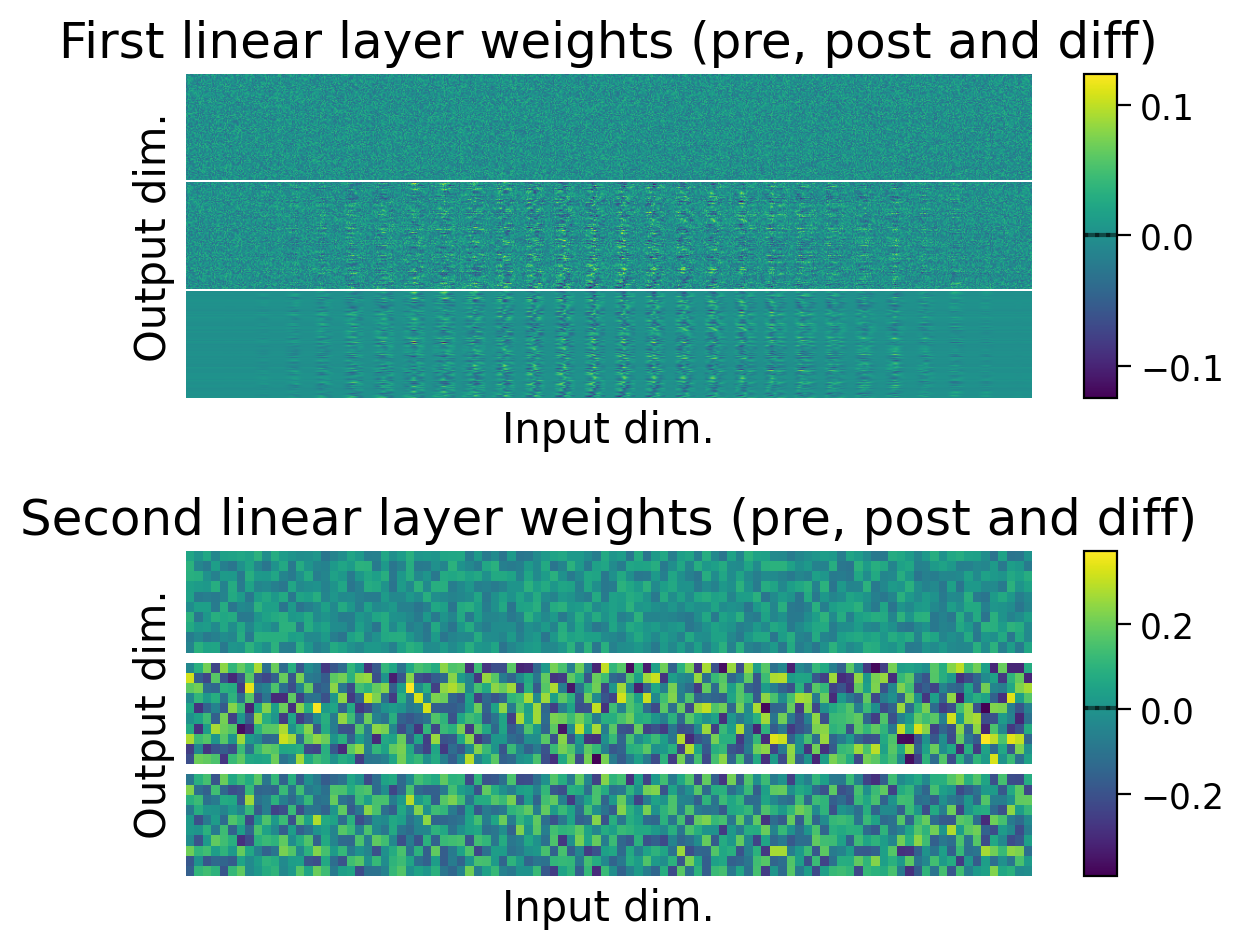 First linear layer weights (pre, post and diff)
Output dim.
0.1
0.0
−0.1
Input dim.
Second linear layer weights (pre, post and diff)
Output dim.
0.2
0.0
−0.2
Input dim.